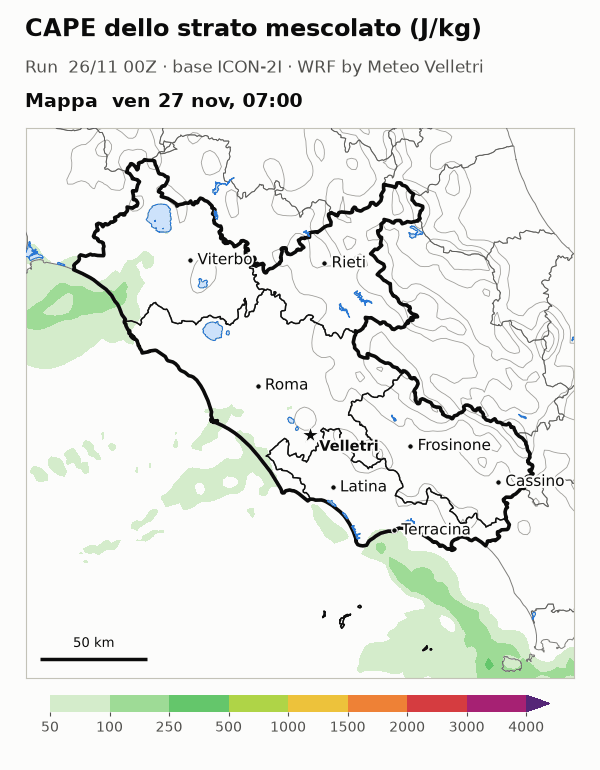 CAPE dello strato mescolato (J/kg)
Run  26/11 00Z · base ICON-2I · WRF by Meteo Velletri
Mappa  ven 27 nov, 07:00
Viterbo
Rieti
Roma
Velletri
Frosinone
Cassino
Latina
Terracina
50 km
50 100 250 500 1000 1500 2000 3000 4000